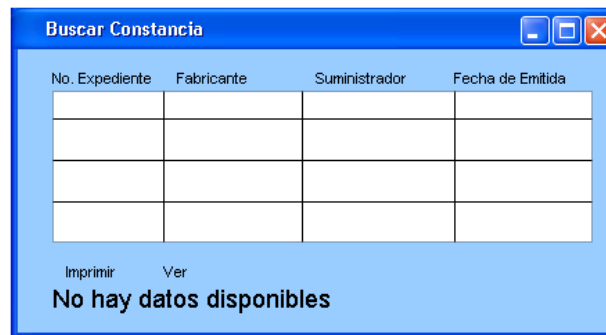 Buscar Constancia
No. Expediente Fabricante Suministrador Fecha de Emitida
Imprimir Ver
No hay datos disponibles